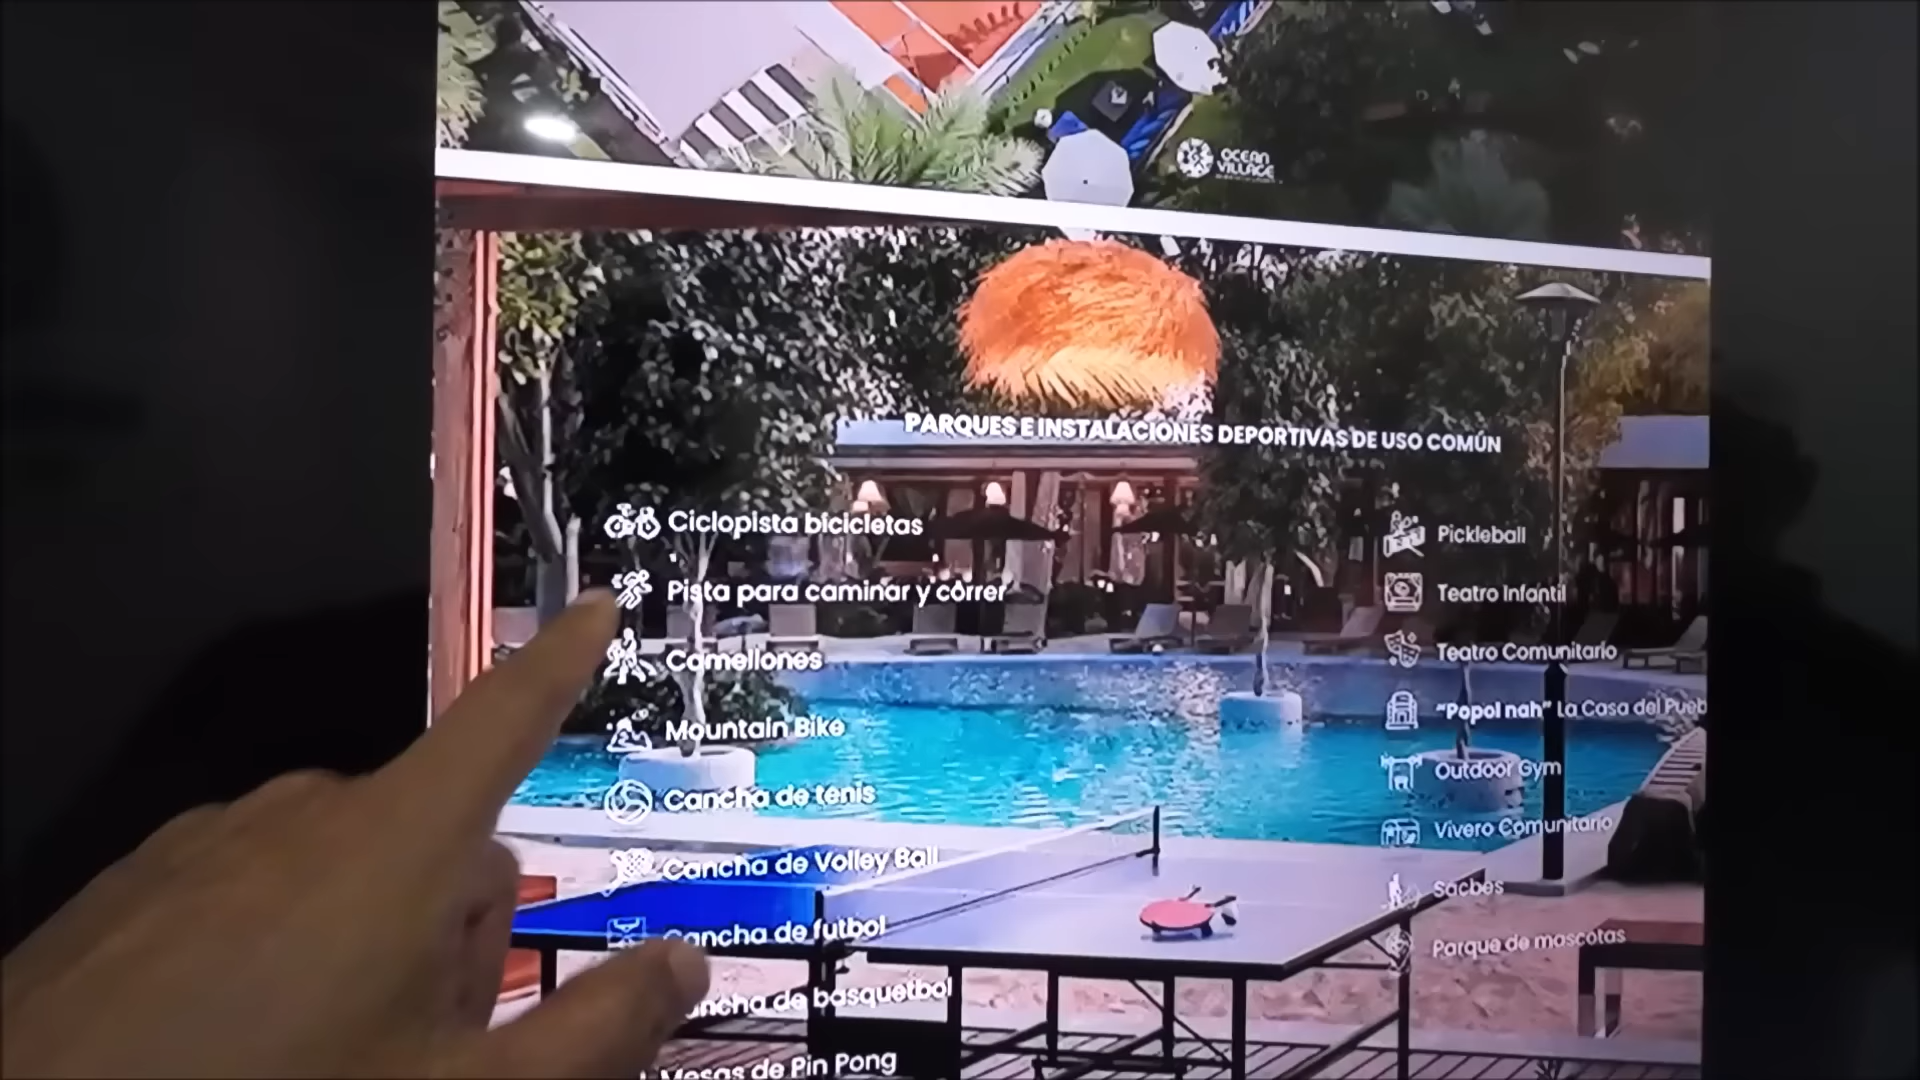 OCEAN
VILLAGE
PARQUES E INSTALACIONES DEPORTIVAS DE USO COMÚN
Ciclopista bicicletas
Pista para caminar y correr
Camellones
Mountain Bike
Cancha de tenis
Cancha de Volley Ball
Cancha de futbol
ancha de basquetbol
Mesas de Pin Pong
Pickleball
Teatro Infantil
Teatro Comunitario
"Popol nah" La Casa del Pueb
Outdoor Gym
Vivero Comunitario
Sacbes
Parque de mascotas